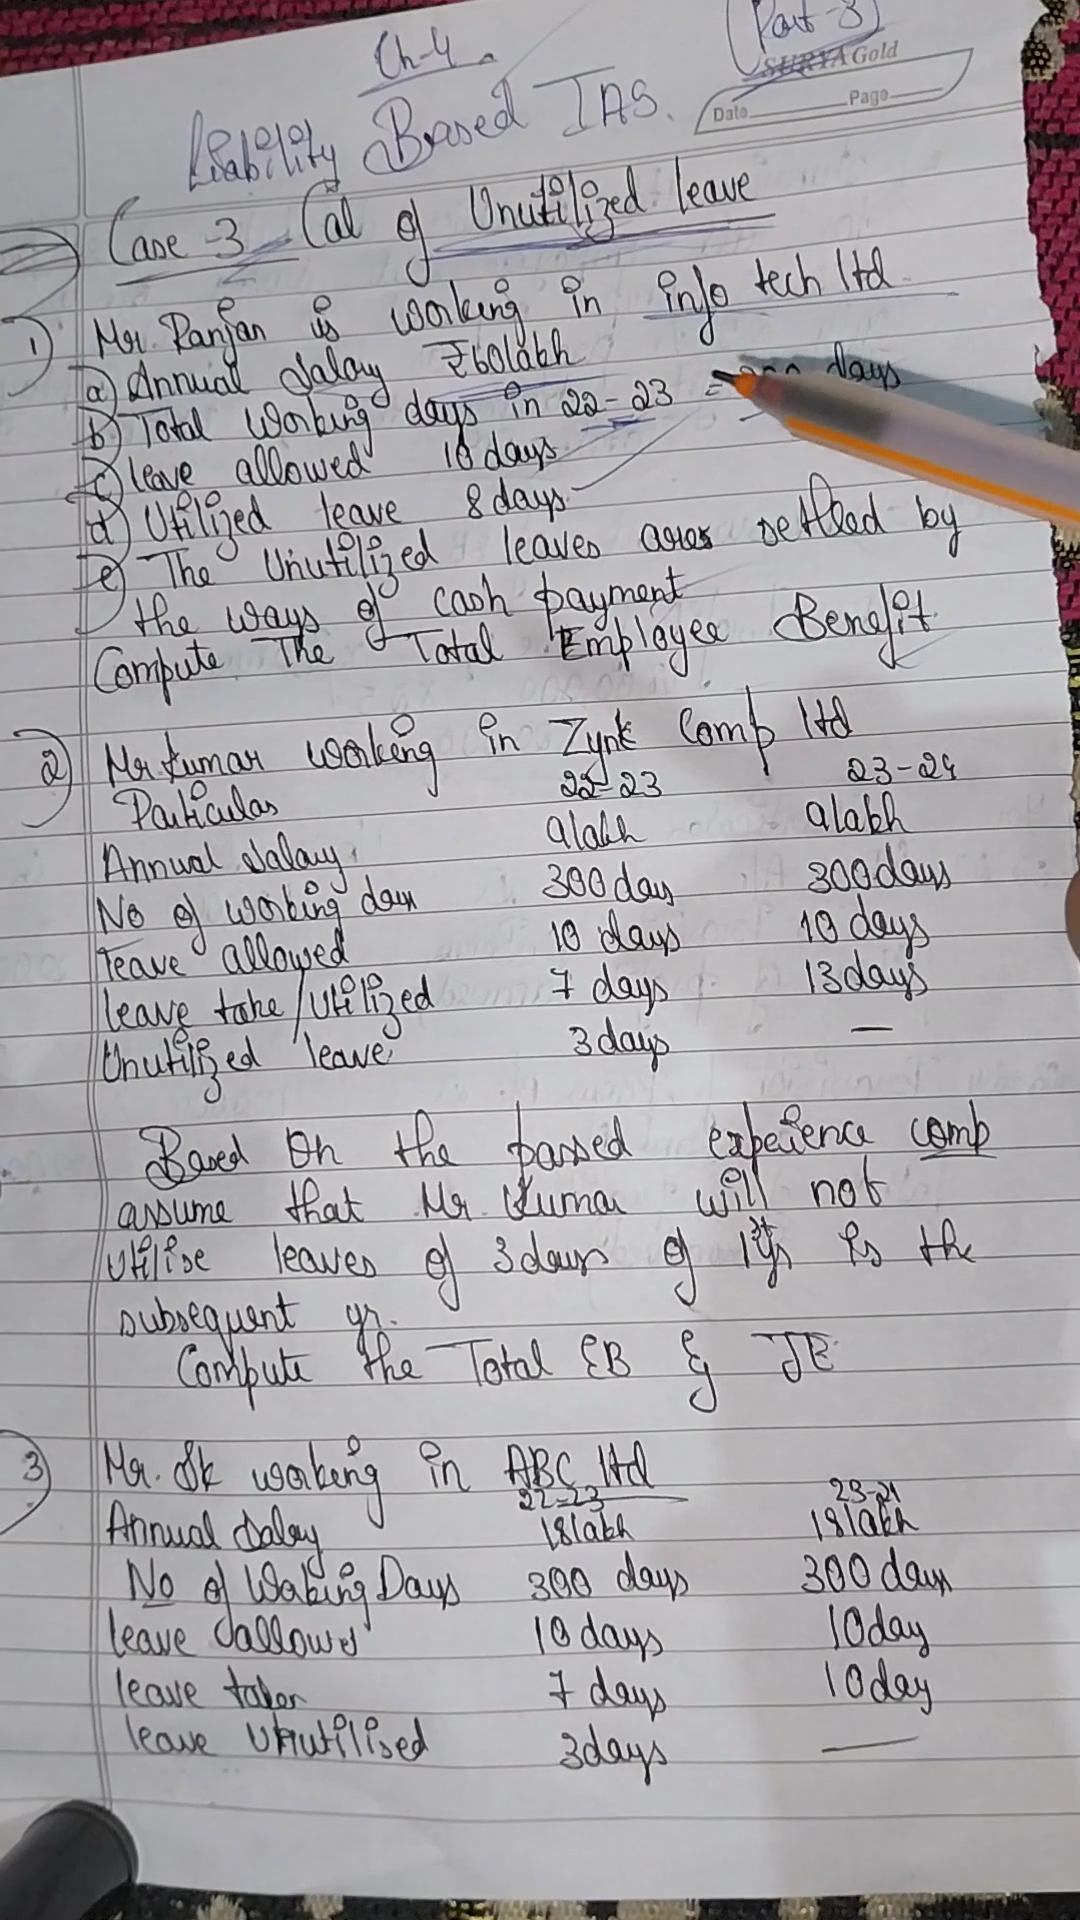 Ch-4
(Part-3)
SURYA Gold
Date Page
Liability Based IAS.
Case-3 Cal of Unutilized leave
1) Mr. Ranjan is working in info tech ltd
a) Annual Salary ₹60lakh
b) Total working days in 22-23 = days
c) leave allowed 10 days
d) Utilized leave 8 days
e) The Unutilized leaves are settled by
the ways of cash payment
Compute The Total Employee Benefit
2) Mr. Kumar working in Zynk Comp ltd
Particulas 22-23 23-24
Annual Salary 9lakh 9lakh
No of working days 300 day 300 days
leave allowed 10 days 10 days
leave take/utilized 7 days 13 days
Unutilized leave 3 days —
Based On the passed expeience comp
assume that Mr. Kumar will not
utilise leaves of 3 days of 1st yr is the
subsequent yr.
Compute the Total EB & JE
3) Mr. Sk working in ABC ltd
22-23 23-24
Annual Salay 18lakh 18lakh
No of Woking Days 300 days 300 days
leave allowed 10 days 10 day
leave taken 7 days 10 day
leave Unutilised 3 days —